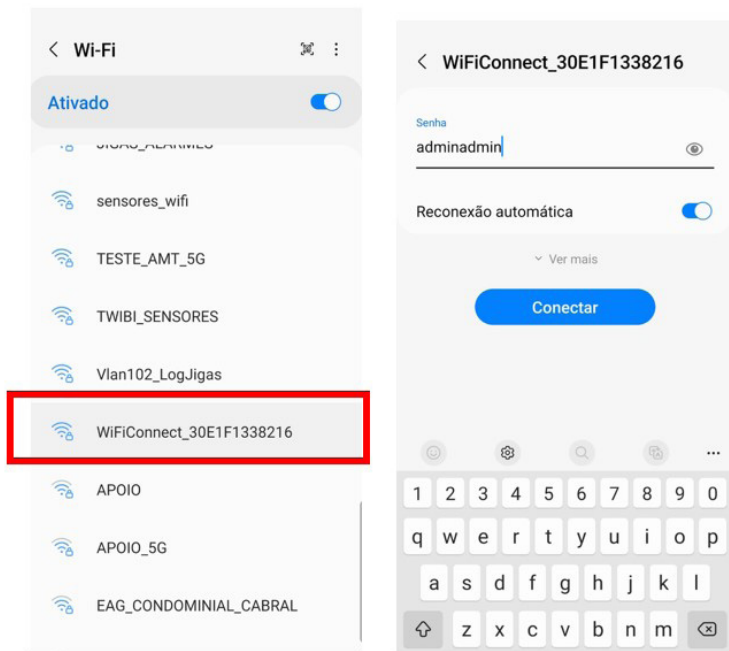 Wi-Fi
Ativado
sensores_wifi
TESTE_AMT_5G
TWIBI_SENSORES
Vlan102_LogJigas
WiFiConnect_30E1F1338216
APOIO
APOIO_5G
EAG_CONDOMINIAL_CABRAL
WiFiConnect_30E1F1338216
Senha
adminadmin
Reconexão automática
Ver mais
Conectar
1 2 3 4 5 6 7 8 9 0
q w e r t y u i o p
a s d f g h j k l
z x c v b n m